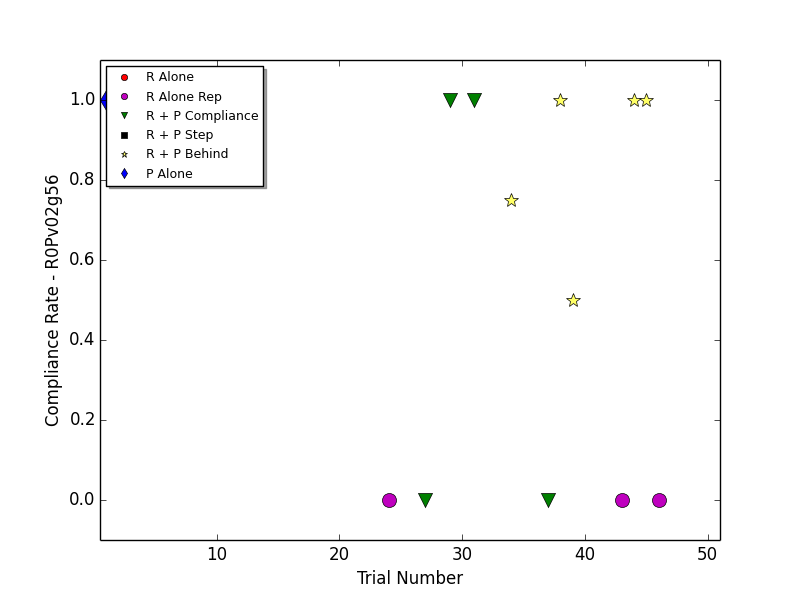 R Alone
R Alone Rep
R + P Compliance
R + P Step
R + P Behind
P Alone
1.0
0.8
0.6
0.4
0.2
0.0
Compliance Rate - R0Pv02g56
10 20 30 40 50
Trial Number